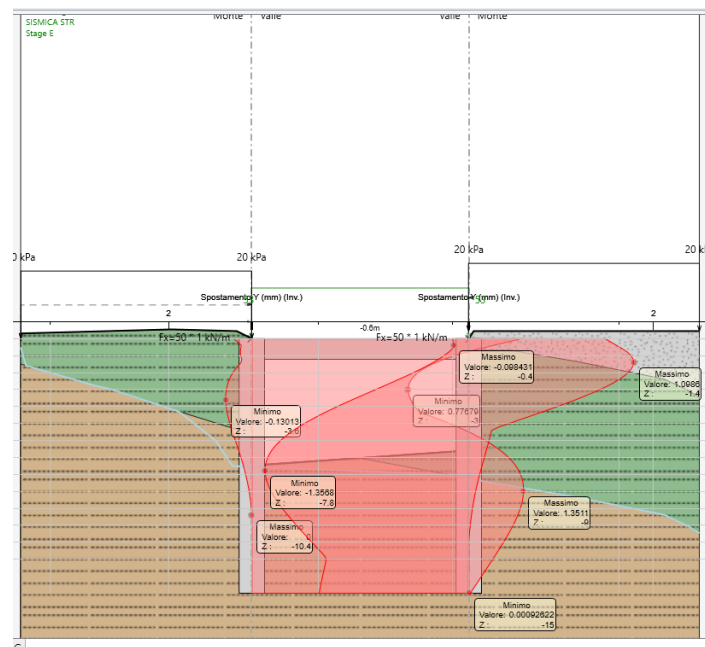 SISMICA STR
Stage E
Monte Valle
Valle Monte
kPa
20 kPa
20 kPa
20 k
Spostamento Y (mm) (Inv.)
Spostamento Y (mm) (Inv.)
50
2
-0.6m
2
Fx=50 * 1 kN/m
Fx=50 * 1 kN/m
Massimo
Valore: -0.098431
Z : -0.4
Massimo
Valore: 1.0986
Z : -1.4
Minimo
Valore: 0.77679
Z : -3
Minimo
Valore: -0.13013
Z :
Minimo
Valore: -1.3568
Z : -7.8
Massimo
Valore: 1.3511
Z : -9
Massimo
Valore:
Z : -10.4
Minimo
Valore: 0.00092622
Z : -15